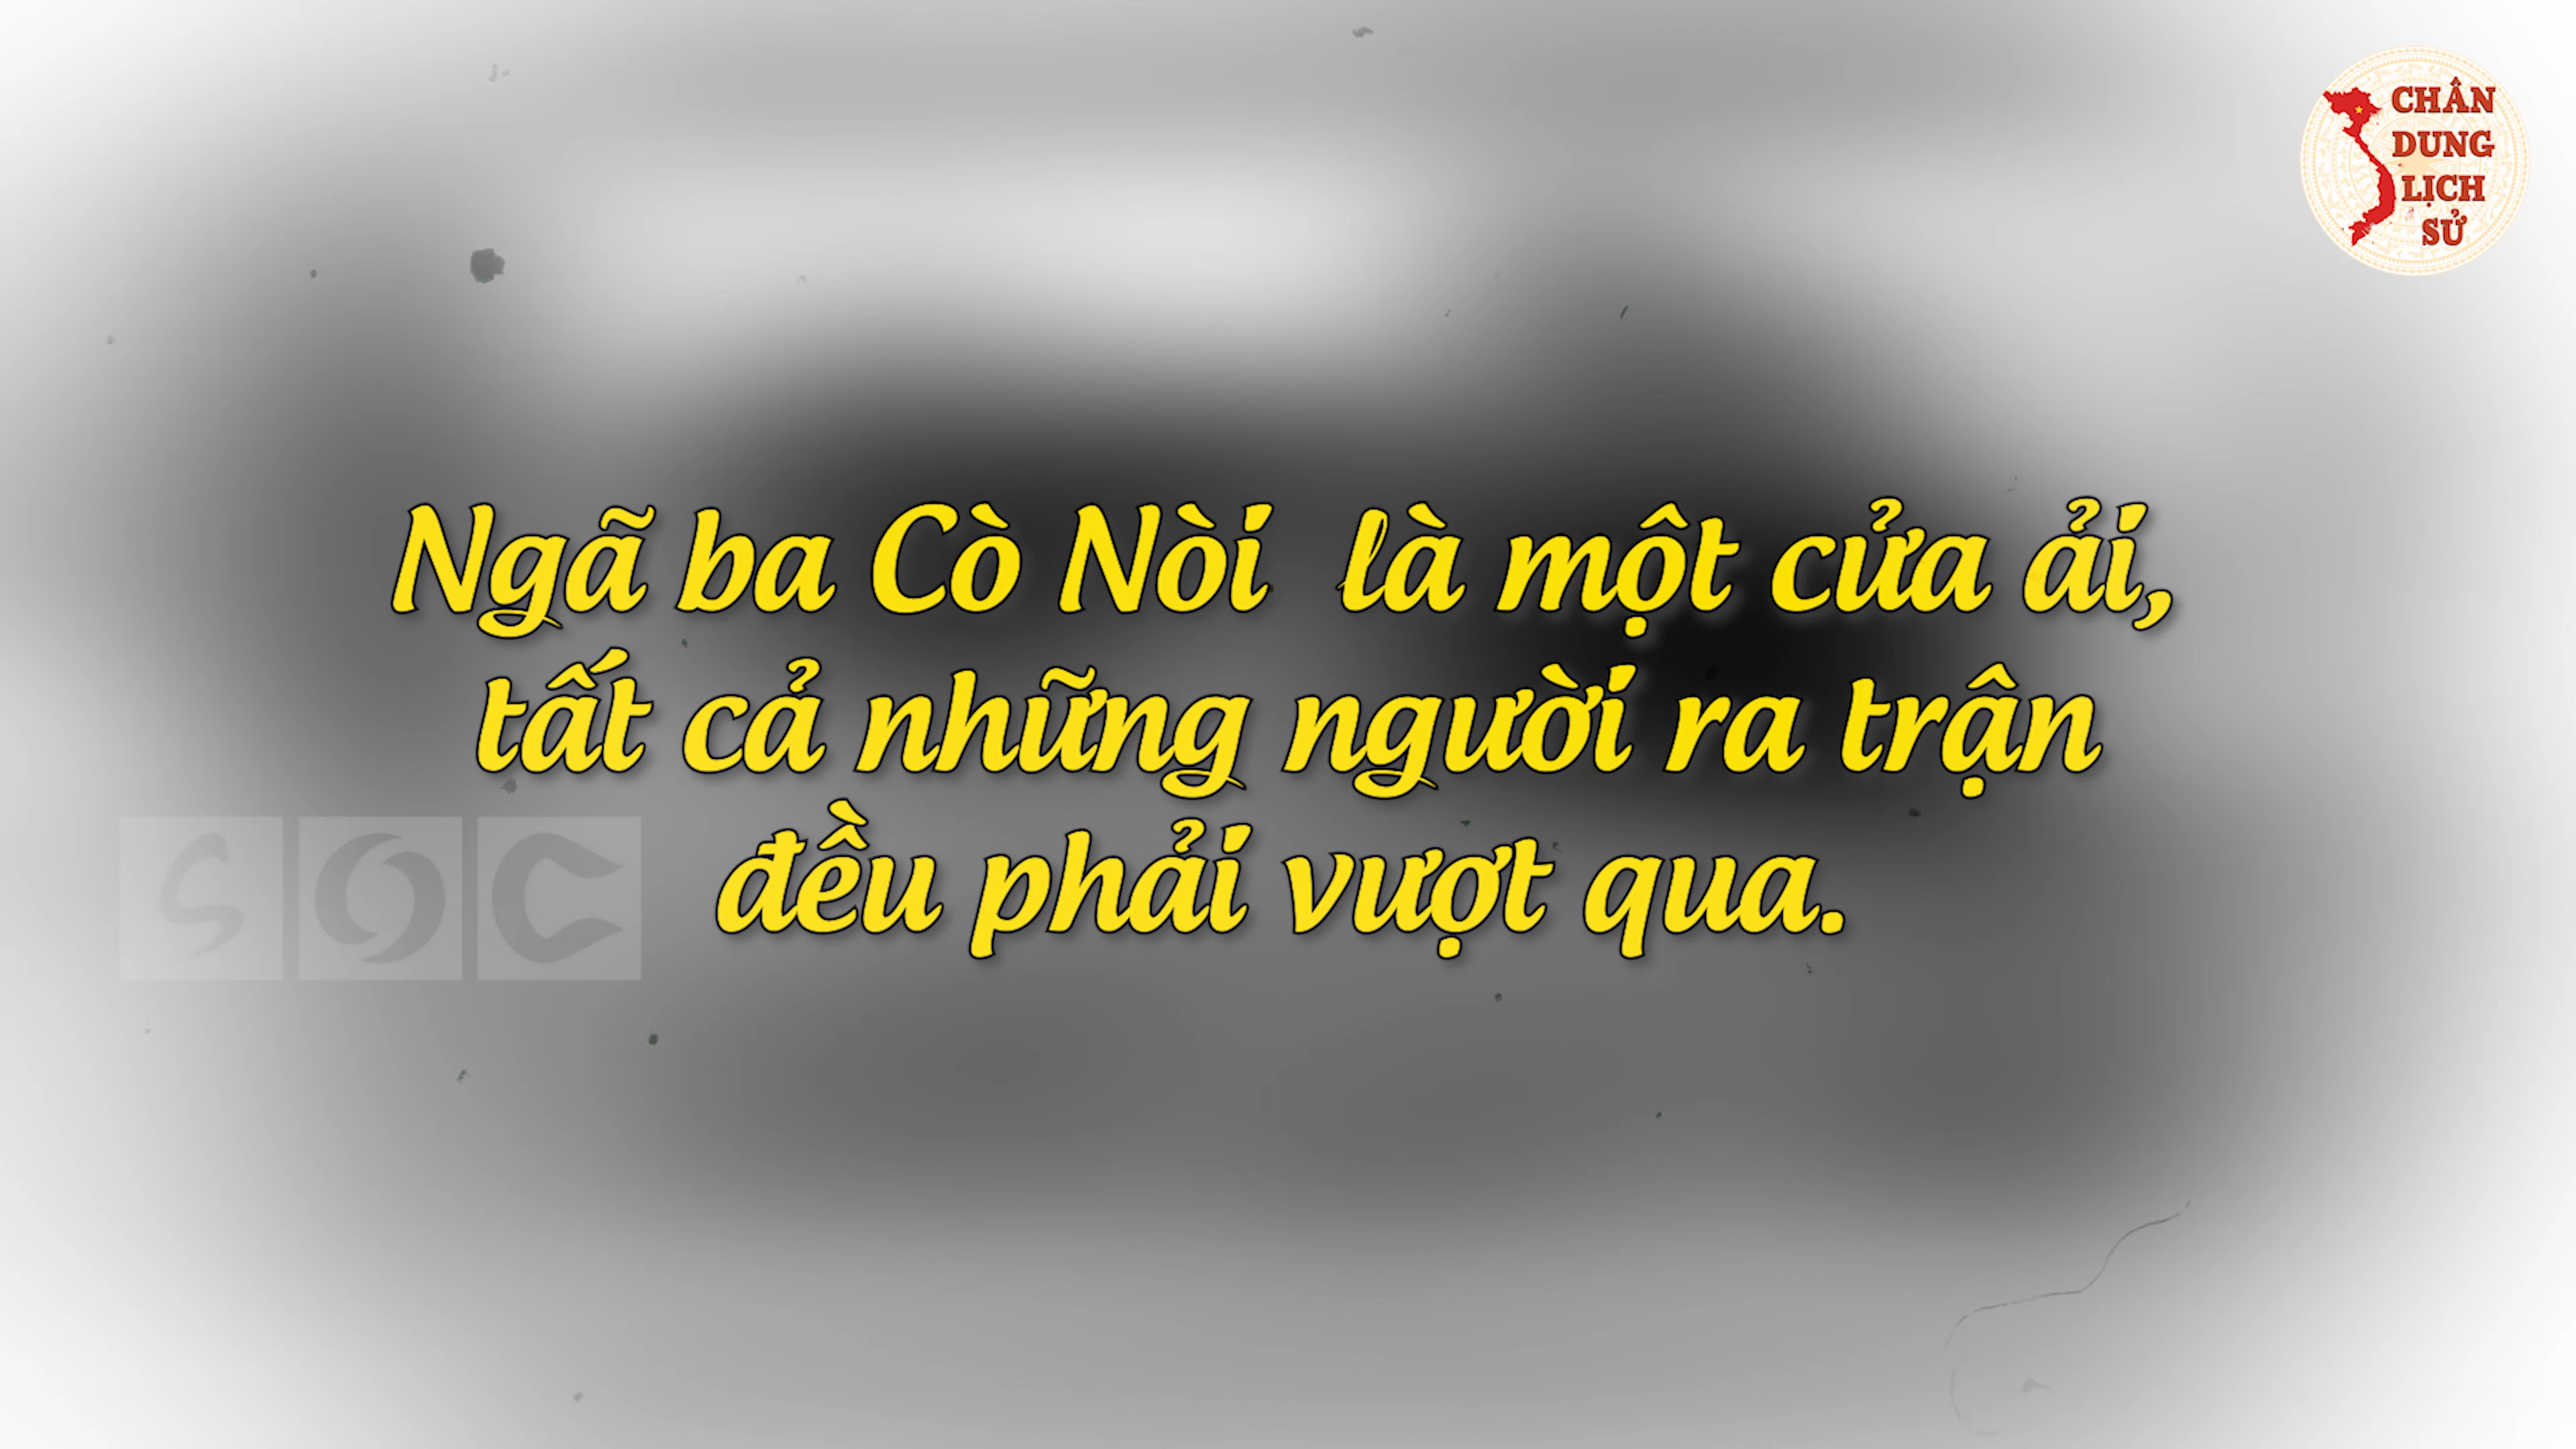 CHÂN
DUNG
LỊCH
SỬ
Ngã ba Cò Nòi là một cửa ải,
tất cả những người ra trận
đều phải vượt qua.
SOC